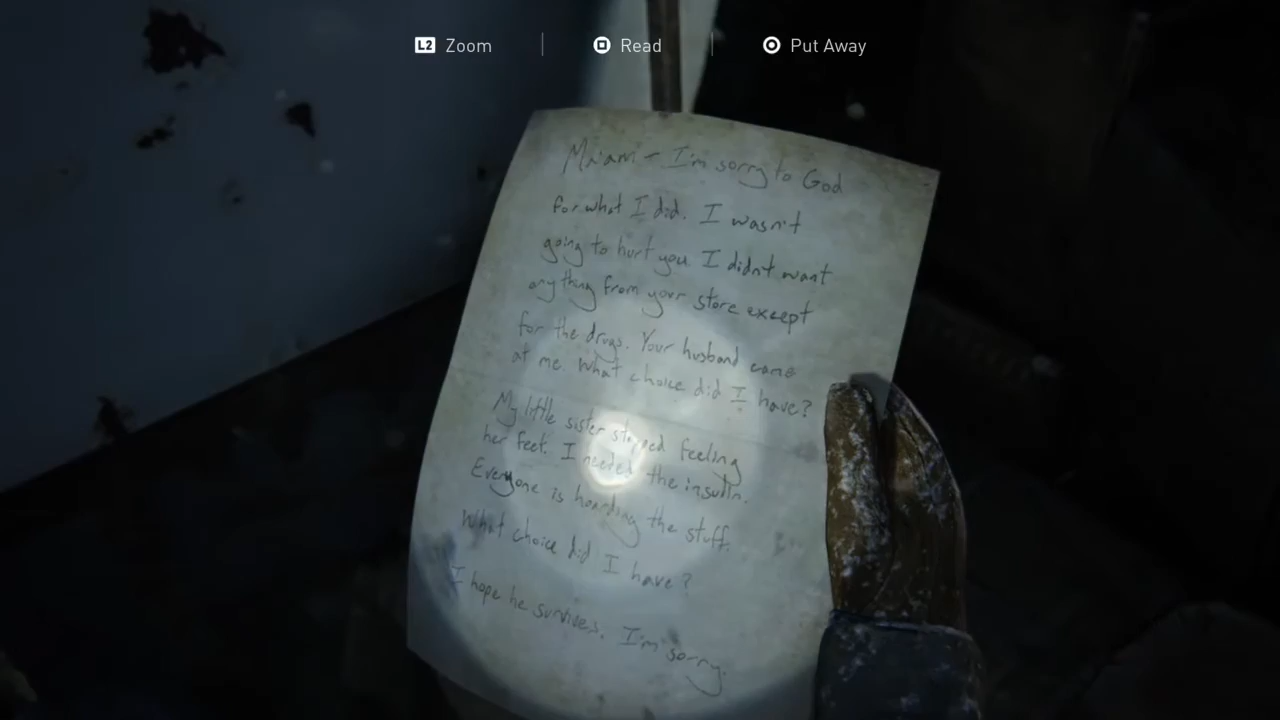 L2 Zoom
Read
Put Away
Ma'am - I'm sorry to God
for what I did. I wasn't
going to hurt you. I didn't want
anything from your store except
for the drugs. Your husband came
at me. What choice did I have?
My little sister stopped feeling
her feet. I needed the insulin.
Everyone is hoarding the stuff.
What choice did I have?
I hope he survives. I'm sorry.